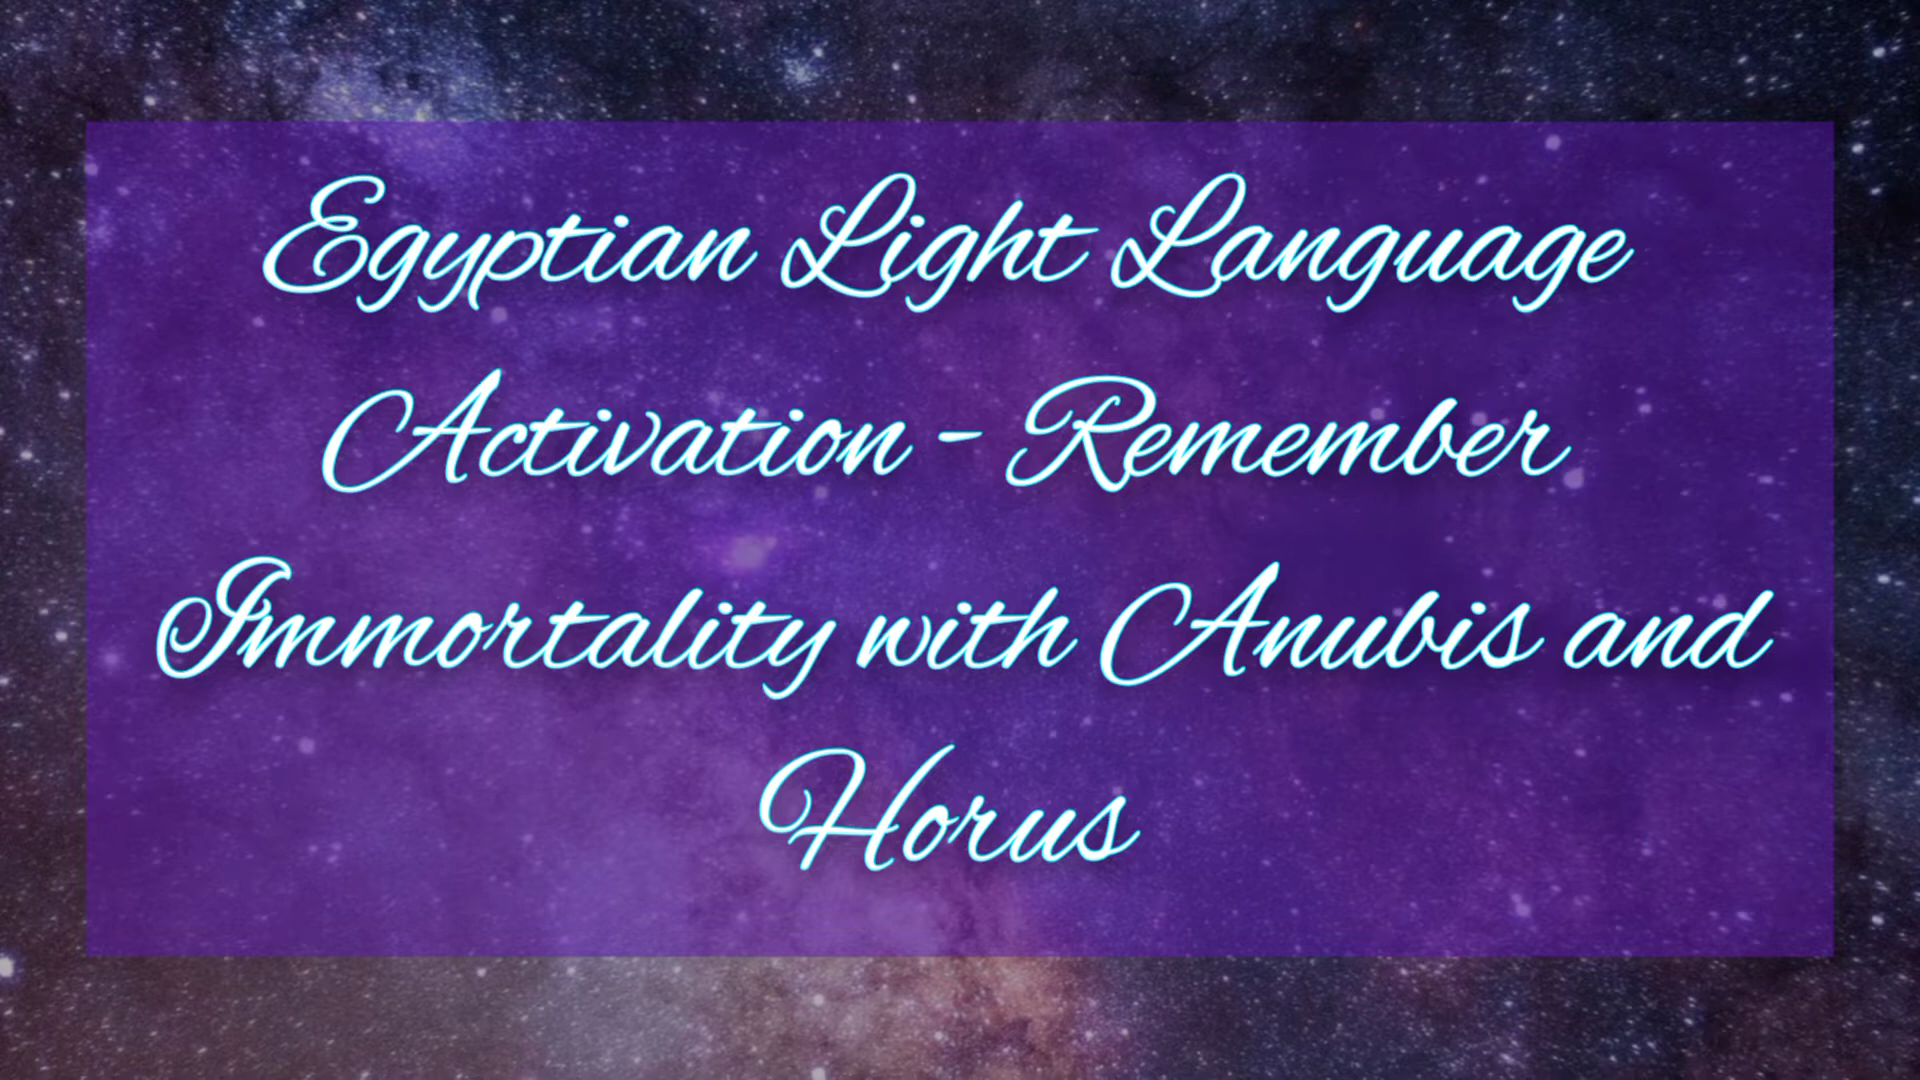 Egyptian Light Language
Activation - Remember
Immortality with Anubis and
Horus